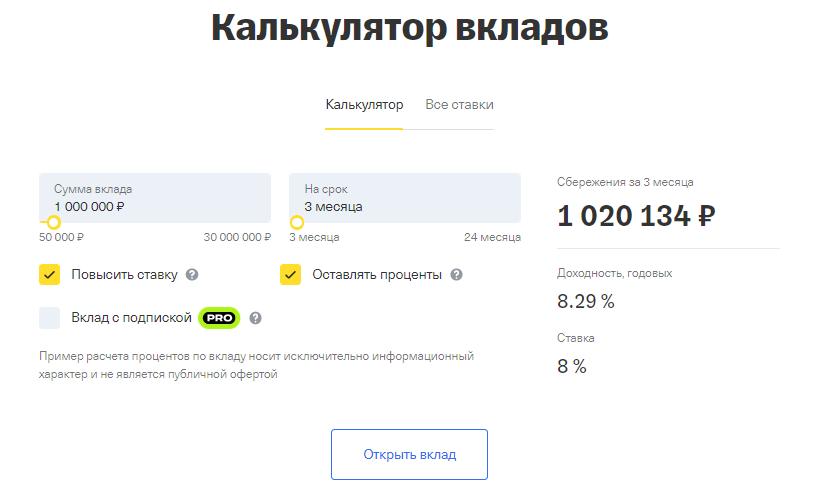 Калькулятор вкладов
Калькулятор Все ставки
Сумма вклада
1 000 000 ₽
50 000 ₽ 30 000 000 ₽
На срок
3 месяца
3 месяца 24 месяца
Повысить ставку ?
Оставлять проценты ?
Вклад с подпиской PRO ?
Пример расчета процентов по вкладу носит исключительно информационный
характер и не является публичной офертой
Сбережения за 3 месяца
1 020 134 ₽
Доходность, годовых
8.29 %
Ставка
8 %
Открыть вклад